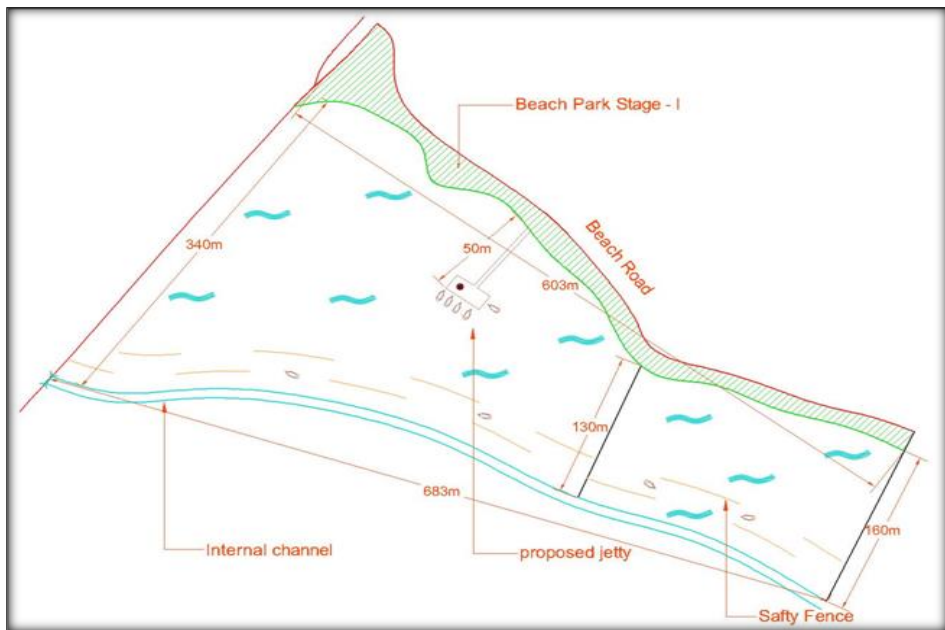 Beach Park Stage - I
Beach Road
340m
50m
603m
130m
683m
160m
Internal channel
proposed jetty
Safty Fence